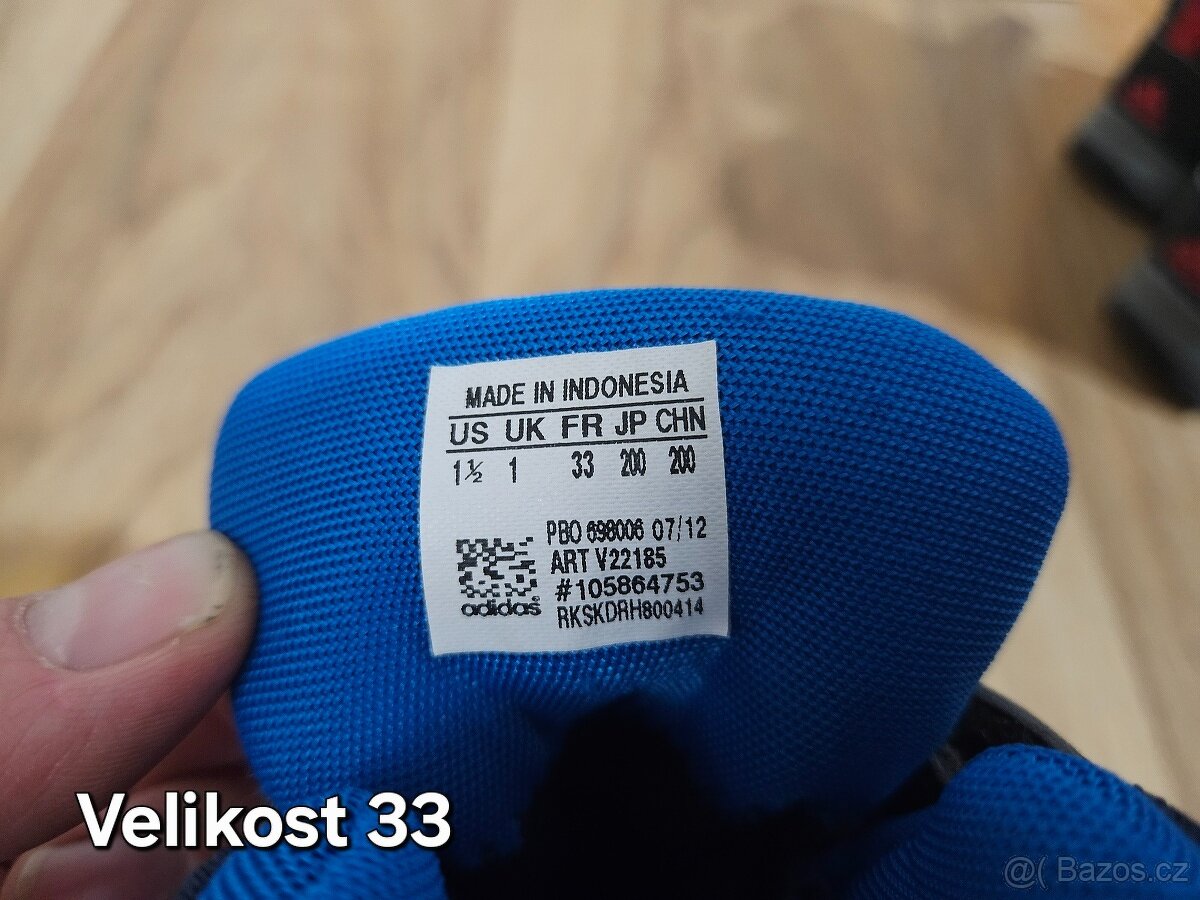 MADE IN INDONESIA
US UK FR JP CHN
1½ 1 33 200 200
PBO 698006 07/12
ART V22185
#105864753
adidas RKSKDRH800414
Velikost 33
@( Bazos.cz